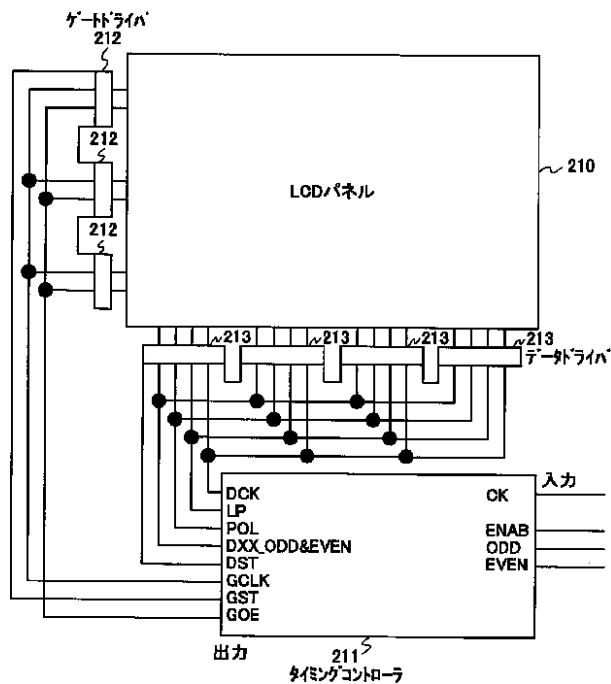 ゲートドライバ
212
212
212
LCDパネル
210
213
213
213
213
データドライバ
DCK
LP
POL
DXX_ODD&EVEN
DST
GCLK
GST
GOE
出力
入力
CK
ENAB
ODD
EVEN
211
タイミングコントローラ